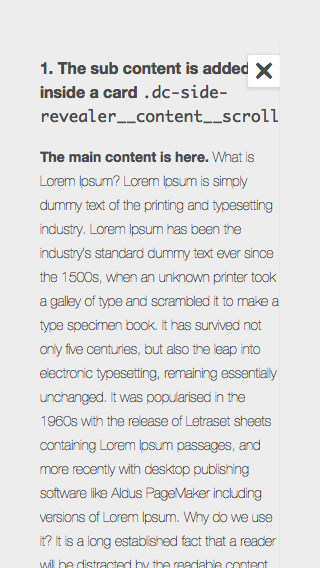 1. The sub content is added
inside a card .dc-side-
revealer__content__scroll
The main content is here. What is
Lorem Ipsum? Lorem Ipsum is simply
dummy text of the printing and typesetting
industry. Lorem Ipsum has been the
industry's standard dummy text ever since
the 1500s, when an unknown printer took
a galley of type and scrambled it to make a
type specimen book. It has survived not
only five centuries, but also the leap into
electronic typesetting, remaining essentially
unchanged. It was popularised in the
1960s with the release of Letraset sheets
containing Lorem Ipsum passages, and
more recently with desktop publishing
software like Aldus PageMaker including
versions of Lorem Ipsum. Why do we use
it? It is a long established fact that a reader
will be distracted by the readable content